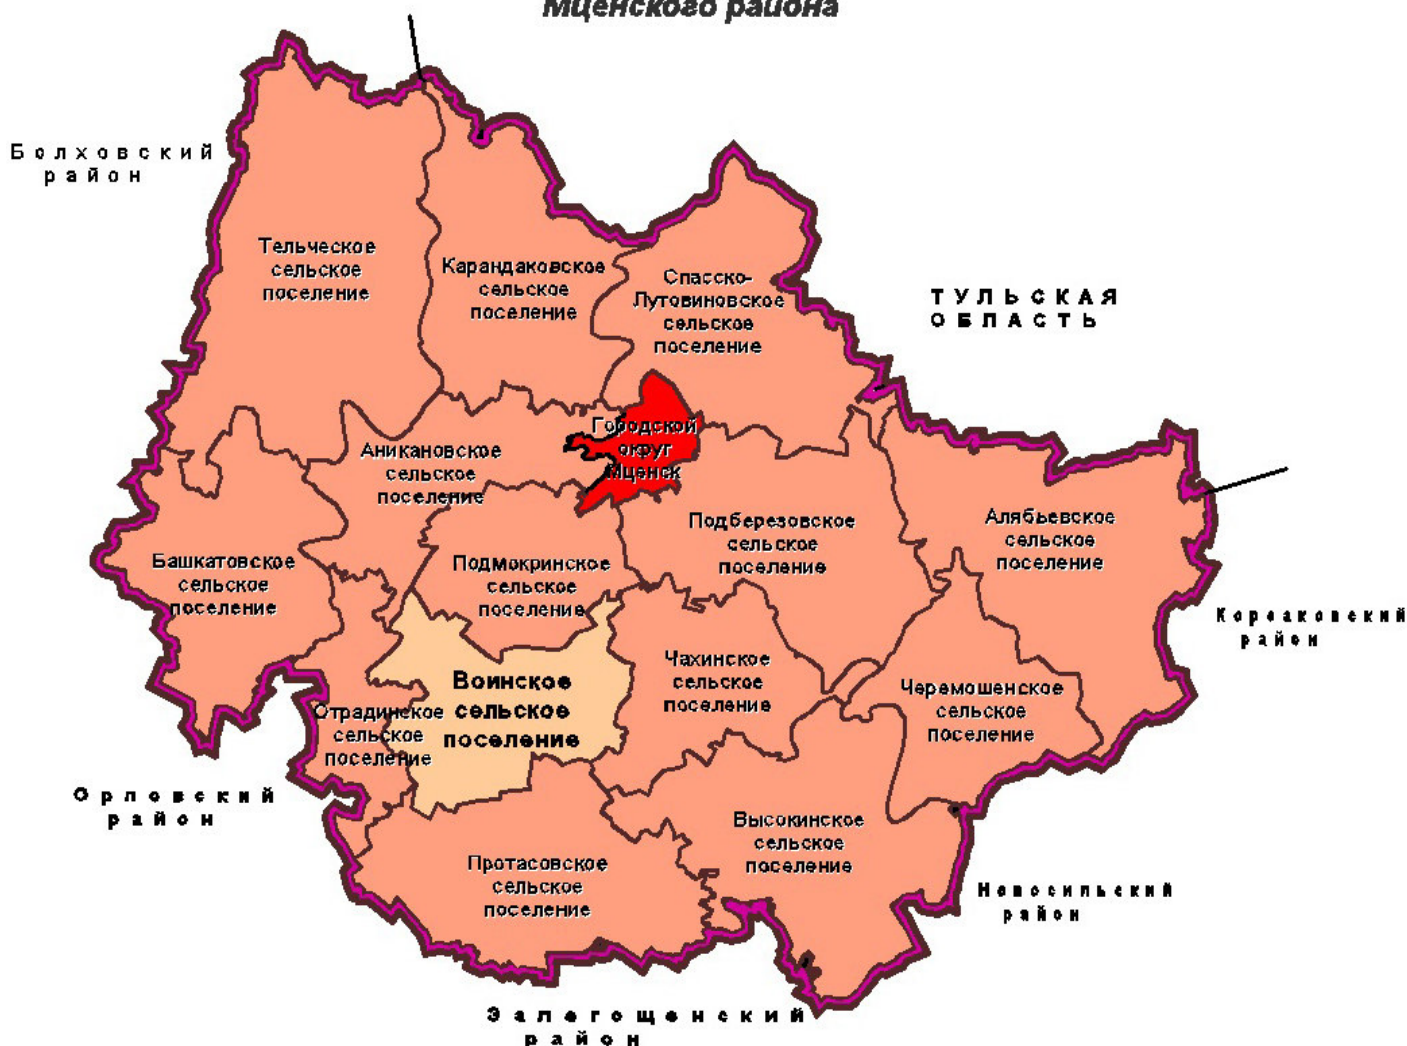 Мценского района
Болховский
район
Тельческое
сельское
поселение
Карандаковское
сельское
поселение
Спасско-
Лутовиновское
сельское
поселение
ТУЛЬСКАЯ
ОБЛАСТЬ
Городской
округ
Мценск
Аникановское
сельское
поселение
Подберезовское
сельское
поселение
Алябьевское
сельское
поселение
Башкатовское
сельское
поселение
Подмокринское
сельское
поселение
Корсаковский
район
Воинское
сельское
поселение
Чахинское
сельское
поселение
Черемошенское
сельское
поселение
Отрадинское
сельское
поселение
Орловский
район
Высокинское
сельское
поселение
Протасовское
сельское
поселение
Новосильский
район
Залегощенский
район